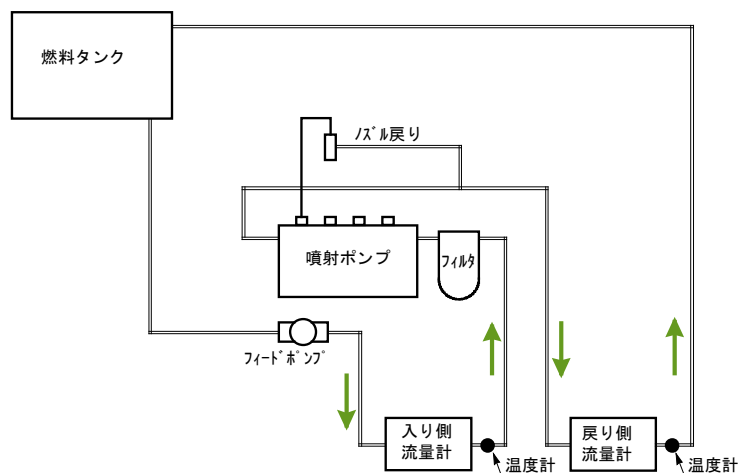 燃料タンク
ﾉｽﾞﾙ戻り
噴射ポンプ
ﾌｨﾙﾀ
ﾌｨｰﾄﾞﾎﾟﾝﾌﾟ
入り側
流量計
温度計
戻り側
流量計
温度計